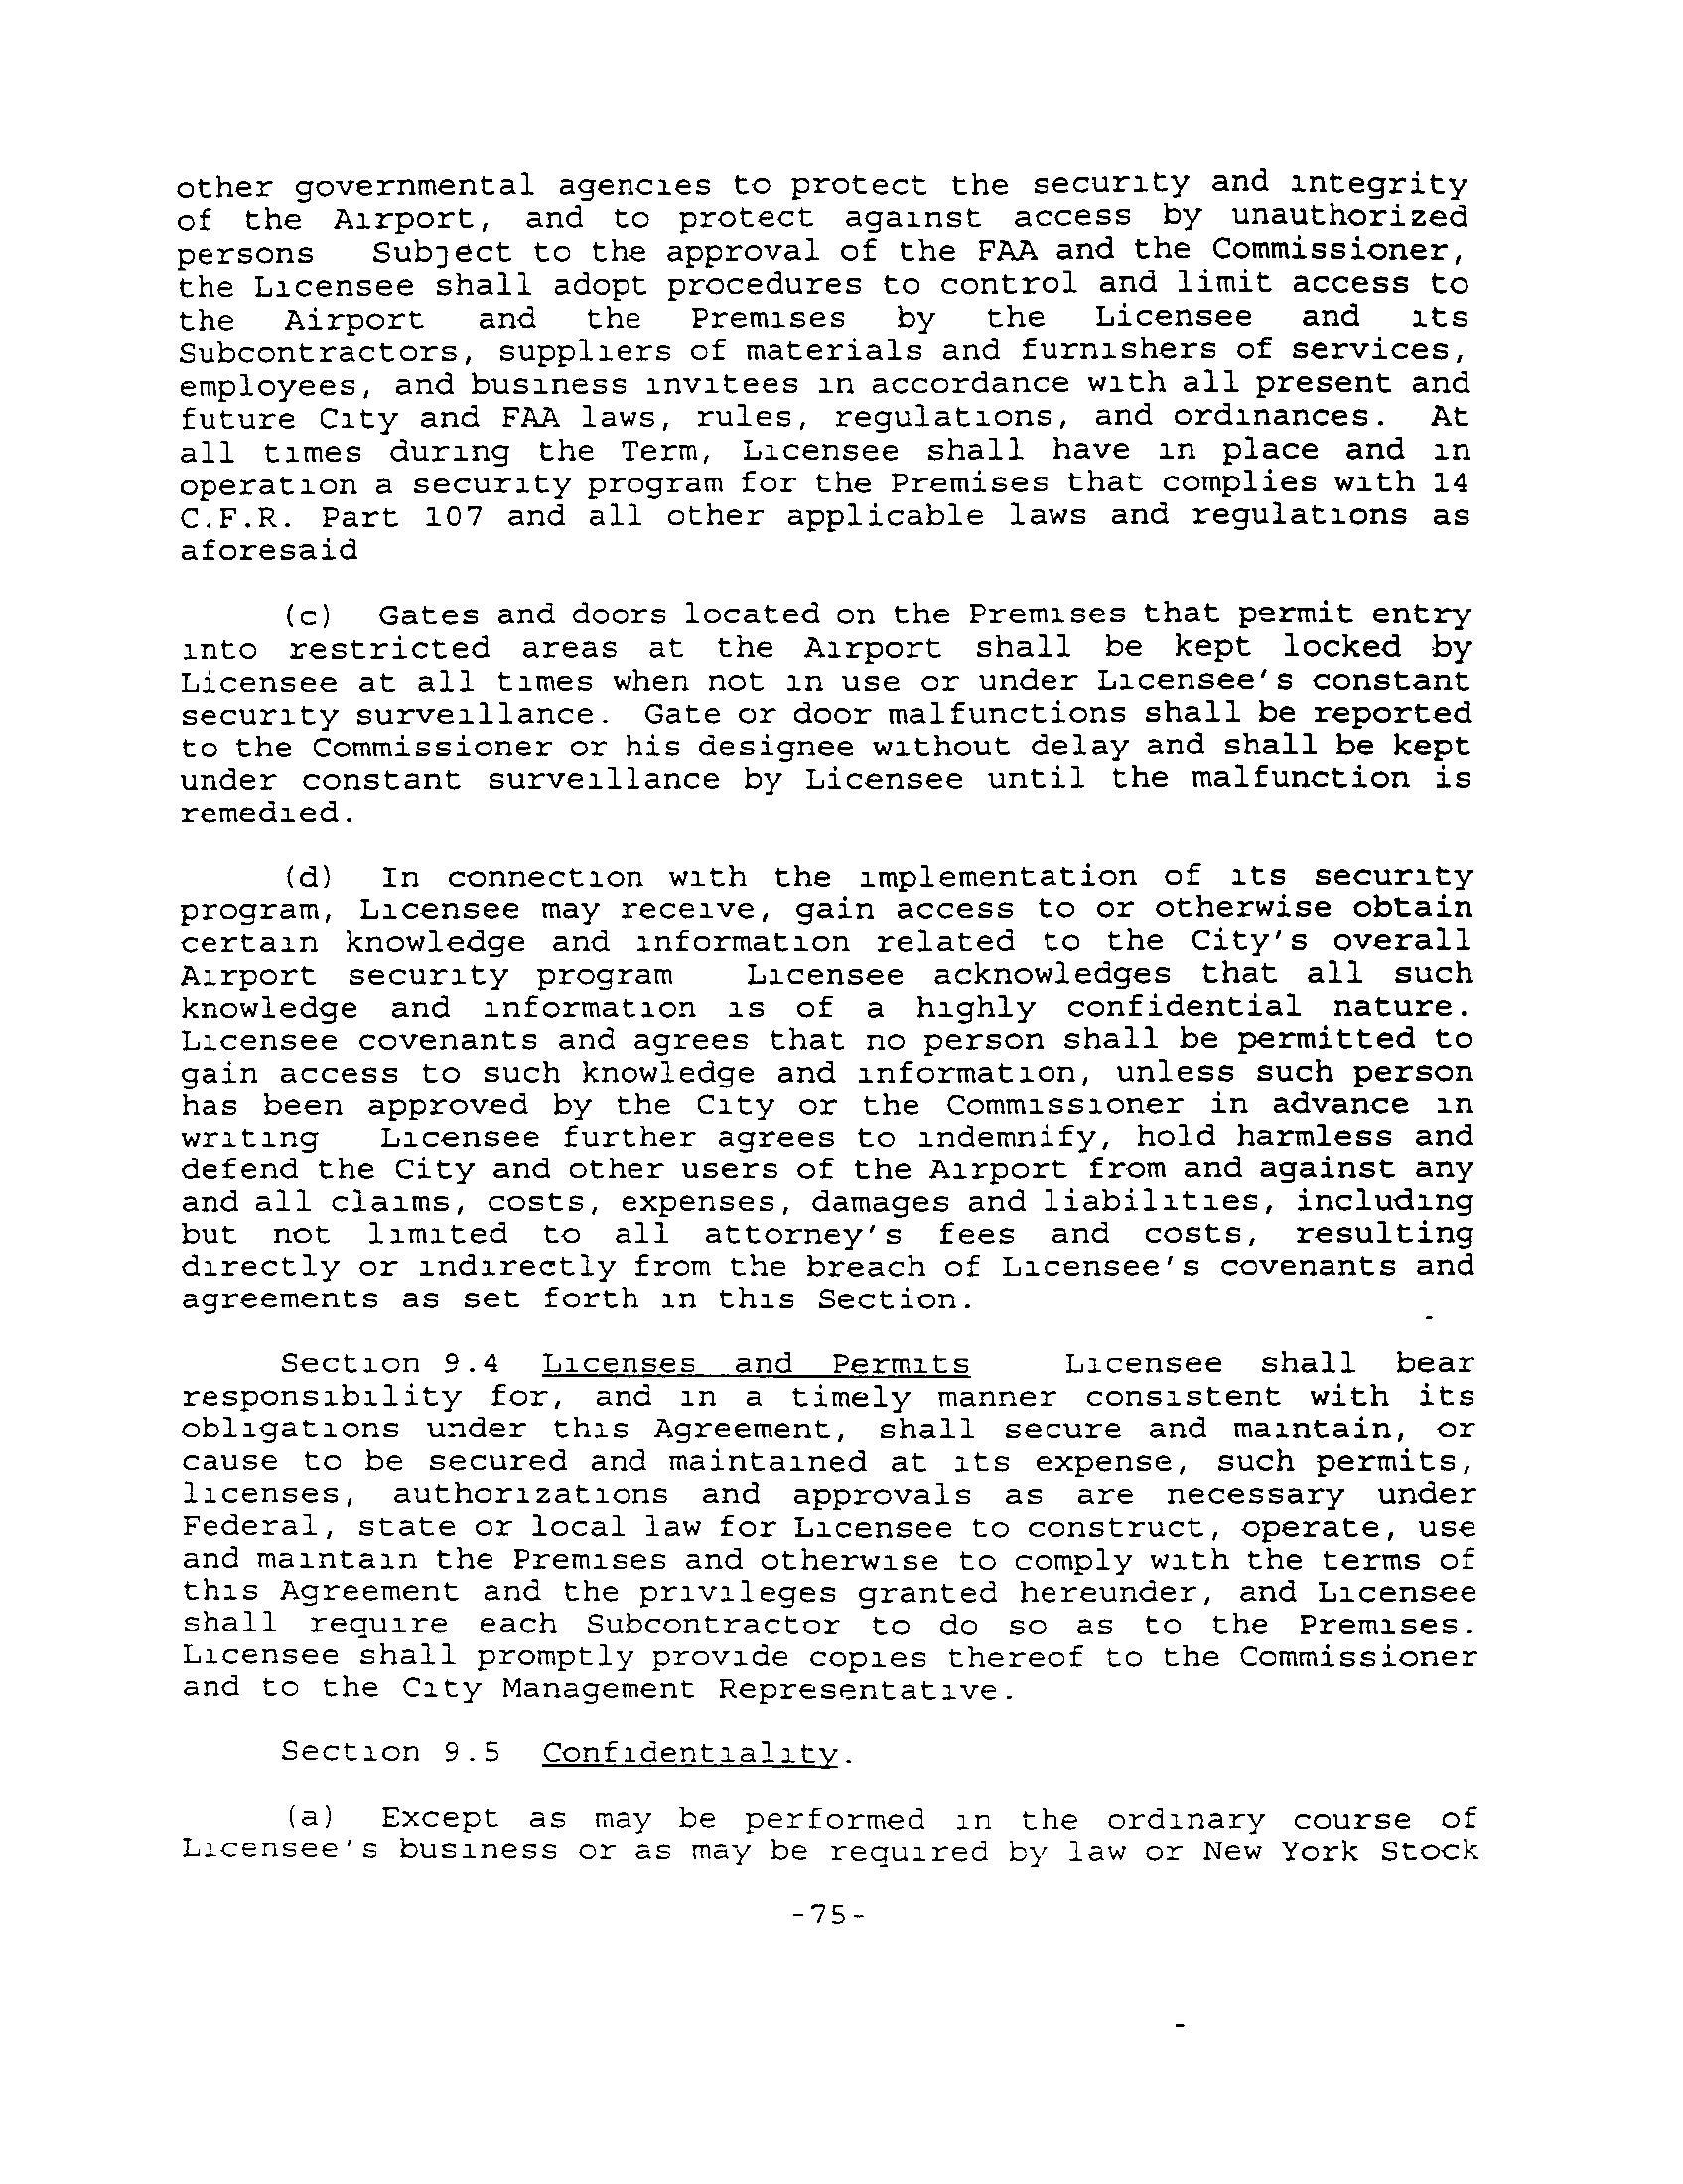 other governmental agencies to protect the security and integrity
of the Airport, and to protect against access by unauthorized
persons Subject to the approval of the FAA and the Commissioner,
the Licensee shall adopt procedures to control and limit access to
the Airport and the Premises by the Licensee and its
Subcontractors, suppliers of materials and furnishers of services,
employees, and business invitees in accordance with all present and
future City and FAA laws, rules, regulations, and ordinances. At
all times during the Term, Licensee shall have in place and in
operation a security program for the Premises that complies with 14
C.F.R. Part 107 and all other applicable laws and regulations as
aforesaid
(c) Gates and doors located on the Premises that permit entry
into restricted areas at the Airport shall be kept locked by
Licensee at all times when not in use or under Licensee's constant
security surveillance. Gate or door malfunctions shall be reported
to the Commissioner or his designee without delay and shall be kept
under constant surveillance by Licensee until the malfunction is
remedied.
(d) In connection with the implementation of its security
program, Licensee may receive, gain access to or otherwise obtain
certain knowledge and information related to the City's overall
Airport security program Licensee acknowledges that all such
knowledge and information is of a highly confidential nature.
Licensee covenants and agrees that no person shall be permitted to
gain access to such knowledge and information, unless such person
has been approved by the City or the Commissioner in advance in
writing Licensee further agrees to indemnify, hold harmless and
defend the City and other users of the Airport from and against any
and all claims, costs, expenses, damages and liabilities, including
but not limited to all attorney's fees and costs, resulting
directly or indirectly from the breach of Licensee's covenants and
agreements as set forth in this Section.
Section 9.4 Licenses and Permits Licensee shall bear
responsibility for, and in a timely manner consistent with its
obligations under this Agreement, shall secure and maintain, or
cause to be secured and maintained at its expense, such permits,
licenses, authorizations and approvals as are necessary under
Federal, state or local law for Licensee to construct, operate, use
and maintain the Premises and otherwise to comply with the terms of
this Agreement and the privileges granted hereunder, and Licensee
shall require each Subcontractor to do so as to the Premises.
Licensee shall promptly provide copies thereof to the Commissioner
and to the City Management Representative.
Section 9.5 Confidentiality.
(a) Except as may be performed in the ordinary course of
Licensee's business or as may be required by law or New York Stock
-75-